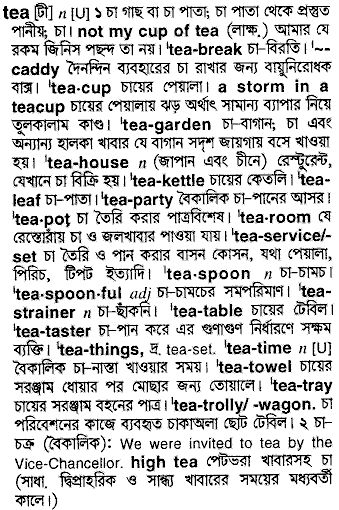 tea [টী] n [U] ১ চা গাছ বা চা পাতা; চা পাতা থেকে প্রস্তুত
পানীয়; চা। not my cup of tea (লাক্ষ.) আমার যে
রকম জিনিস পছন্দ তা নয়। ˈtea-break চা-বিরতি। ˈ~-
caddy দৈনন্দিন ব্যবহারের চা রাখার জন্য বায়ুনিরোধক
বাক্স। ˈtea-cup চায়ের পেয়ালা। a storm in a
teacup চায়ের পেয়ালায় ঝড় অর্থাৎ সামান্য ব্যাপার নিয়ে
তুলকালাম কাণ্ড। ˈtea-garden চা-বাগান; চা এবং
অন্যান্য হালকা খাবার যে বাগান সদৃশ জায়গায় বসে খাওয়া
হয়। ˈtea-house n (জাপান এবং চীনে) রেস্টুরেন্ট,
যেখানে চা বিক্রি হয়। ˈtea-kettle চায়ের কেতলি। ˈtea-
leaf চা-পাতা। ˈtea-party বৈকালিক চা-পানের আসর।
ˈtea-pot চা তৈরি করার পাত্রবিশেষ। ˈtea-room যে
রেস্তোরাঁয় চা ও জলখাবার পাওয়া যায়। ˈtea-service/-
set চা তৈরি ও পান করার বাসন কোসন, যথা পেয়ালা,
পিরিচ, টিপট ইত্যাদি। ˈtea-spoon n চা-চামচ।
ˈtea-spoon-ful adj চা-চামচের সমপরিমাণ। ˈtea-
strainer n চা-ছাঁকনি। ˈtea-table চায়ের টেবিল।
ˈtea-taster চা-পান করে এর গুণাগুণ নির্ধারণে সক্ষম
ব্যক্তি। ˈtea-things, দ্র. tea-set. ˈtea-time n [U]
বৈকালিক চা-নাস্তা খাওয়ার সময়। ˈtea-towel চায়ের
সরঞ্জাম ধোয়ার পর মোছার জন্য তোয়ালে। ˈtea-tray
চায়ের সরঞ্জাম বহনের পাত্র। ˈtea-trolly/ -wagon. চা
পরিবেশনের কাজে ব্যবহৃত চাকাঅলা ছোট টেবিল। ২ চা-
চক্র (বৈকালিক): We were invited to tea by the
Vice-Chancellor. high tea পেটভরা খাবারসহ চা
(সাধা. দ্বিপ্রাহরিক ও সান্ধ্য খাবারের সময়ের মধ্যবর্তী
কালে।)